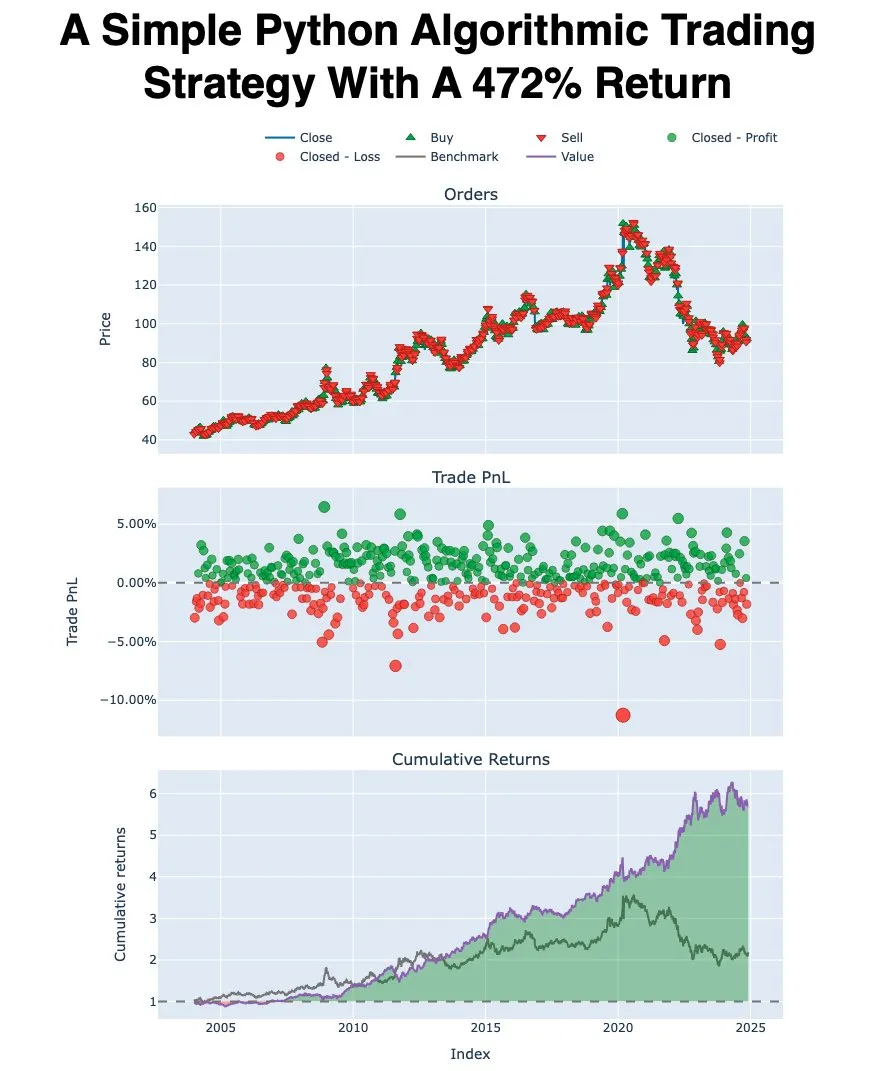 A Simple Python Algorithmic Trading
Strategy With A 472% Return
Close Buy Sell Closed - Profit
Closed - Loss Benchmark Value
Orders
160
140
120
100
80
60
40
Price
Trade PnL
5.00%
0.00%
−5.00%
−10.00%
Trade PnL
Cumulative Returns
6
5
4
3
2
1
Cumulative returns
2005 2010 2015 2020 2025
Index